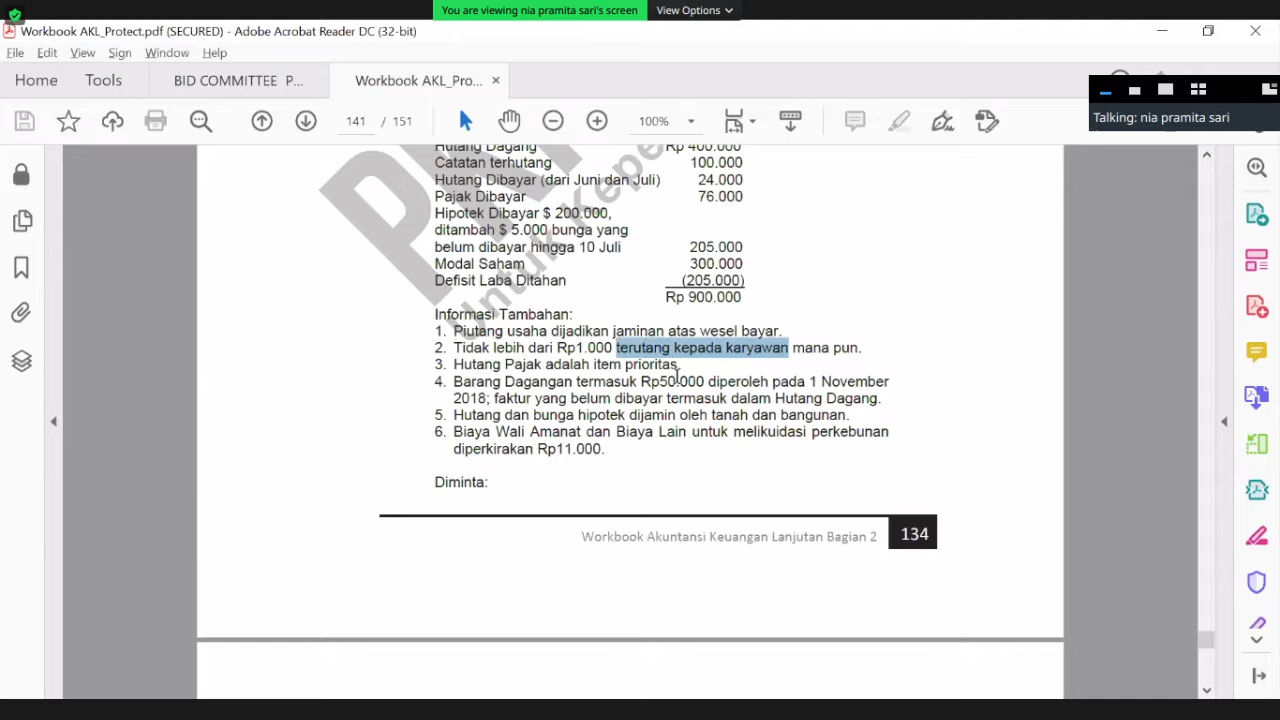 You are viewing nia pramita sari's screen View Options
Workbook AKL_Protect.pdf (SECURED) - Adobe Acrobat Reader DC (32-bit)
File Edit View Sign Window Help
Home Tools BID COMMITTEE P... Workbook AKL_Pro... ×
141 / 151 100%
Talking: nia pramita sari
Hutang Dagang Rp 400.000
Catatan terhutang 100.000
Hutang Dibayar (dari Juni dan Juli) 24.000
Pajak Dibayar 76.000
Hipotek Dibayar $ 200.000,
ditambah $ 5.000 bunga yang
belum dibayar hingga 10 Juli 205.000
Modal Saham 300.000
Defisit Laba Ditahan (205.000)
Rp 900.000
Informasi Tambahan:
1. Piutang usaha dijadikan jaminan atas wesel bayar.
2. Tidak lebih dari Rp1.000 terutang kepada karyawan mana pun.
3. Hutang Pajak adalah item prioritas.
4. Barang Dagangan termasuk Rp50.000 diperoleh pada 1 November
2018; faktur yang belum dibayar termasuk dalam Hutang Dagang.
5. Hutang dan bunga hipotek dijamin oleh tanah dan bangunan.
6. Biaya Wali Amanat dan Biaya Lain untuk melikuidasi perkebunan
diperkirakan Rp11.000.
Diminta:
Workbook Akuntansi Keuangan Lanjutan Bagian 2 134
Untuk Kepe